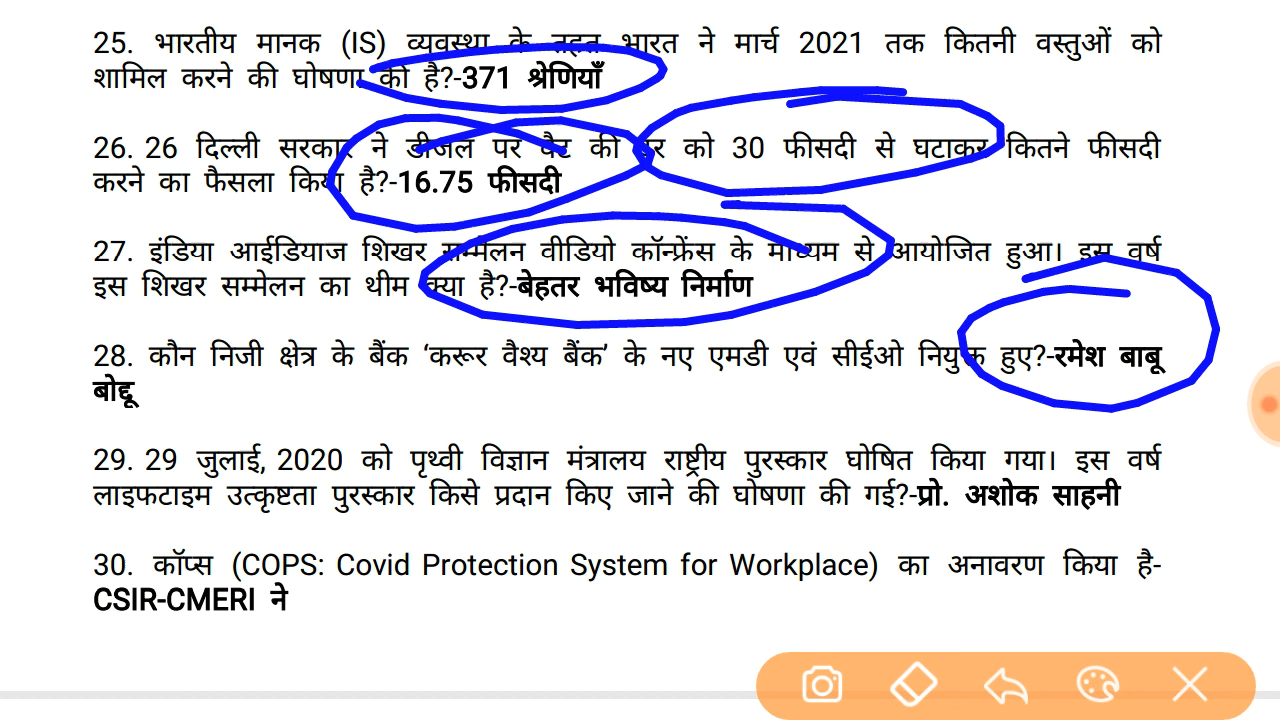 25. भारतीय मानक (IS) व्यवस्था के तहत भारत ने मार्च 2021 तक कितनी वस्तुओं को
शामिल करने की घोषणा की है?-371 श्रेणियाँ
26. 26 दिल्ली सरकार ने डीजल पर वैट की दर को 30 फीसदी से घटाकर कितने फीसदी
करने का फैसला किया है?-16.75 फीसदी
27. इंडिया आईडियाज शिखर सम्मेलन वीडियो कॉन्फ्रेंस के माध्यम से आयोजित हुआ। इस वर्ष
इस शिखर सम्मेलन का थीम क्या है?-बेहतर भविष्य निर्माण
28. कौन निजी क्षेत्र के बैंक ‘करूर वैश्य बैंक’ के नए एमडी एवं सीईओ नियुक्त हुए?-रमेश बाबू
बोद्दू
29. 29 जुलाई, 2020 को पृथ्वी विज्ञान मंत्रालय राष्ट्रीय पुरस्कार घोषित किया गया। इस वर्ष
लाइफटाइम उत्कृष्टता पुरस्कार किसे प्रदान किए जाने की घोषणा की गई?-प्रो. अशोक साहनी
30. कॉप्स (COPS: Covid Protection System for Workplace) का अनावरण किया है-
CSIR-CMERI ने